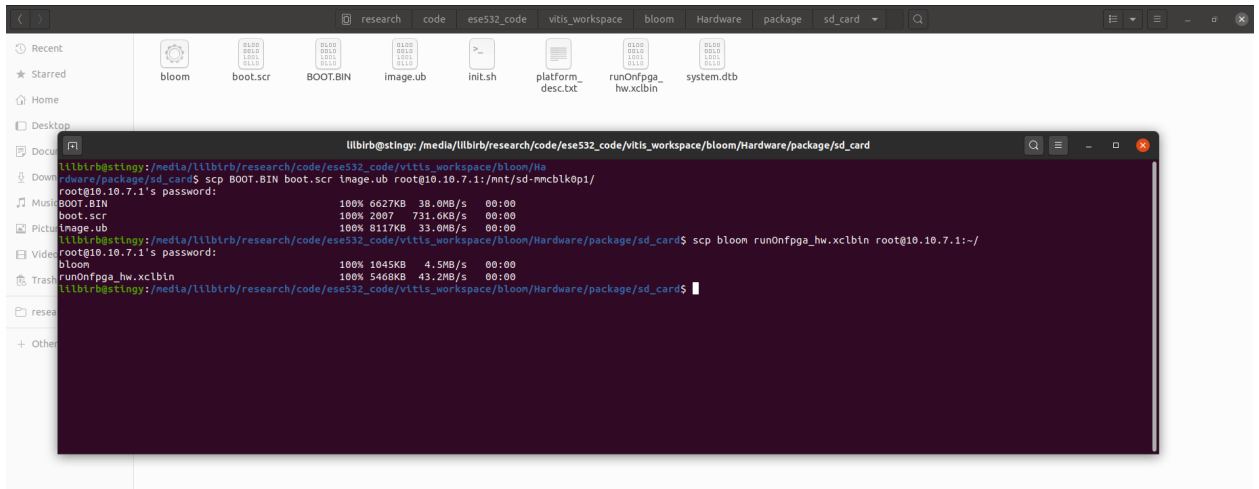 research code ese532_code vitis_workspace bloom Hardware package sd_card
Recent
Starred
Home
Desktop
Docu
Down
Music
Pictu
Video
Trash
resea
+ Other
bloom
boot.scr
BOOT.BIN
image.ub
init.sh
platform_
desc.txt
runOnfpga_
hw.xclbin
system.dtb
lilbirb@stingy: /media/lilbirb/research/code/ese532_code/vitis_workspace/bloom/Hardware/package/sd_card
lilbirb@stingy:/media/lilbirb/research/code/ese532_code/vitis_workspace/bloom/Ha
rdware/package/sd_card$ scp BOOT.BIN boot.scr image.ub root@10.10.7.1:/mnt/sd-mmcblk0p1/
root@10.10.7.1's password:
BOOT.BIN 100% 6627KB 38.0MB/s 00:00
boot.scr 100% 2007 731.6KB/s 00:00
image.ub 100% 8117KB 33.0MB/s 00:00
lilbirb@stingy:/media/lilbirb/research/code/ese532_code/vitis_workspace/bloom/Hardware/package/sd_card$ scp bloom runOnfpga_hw.xclbin root@10.10.7.1:~/
root@10.10.7.1's password:
bloom 100% 1045KB 4.5MB/s 00:00
runOnfpga_hw.xclbin 100% 5468KB 43.2MB/s 00:00
lilbirb@stingy:/media/lilbirb/research/code/ese532_code/vitis_workspace/bloom/Hardware/package/sd_card$